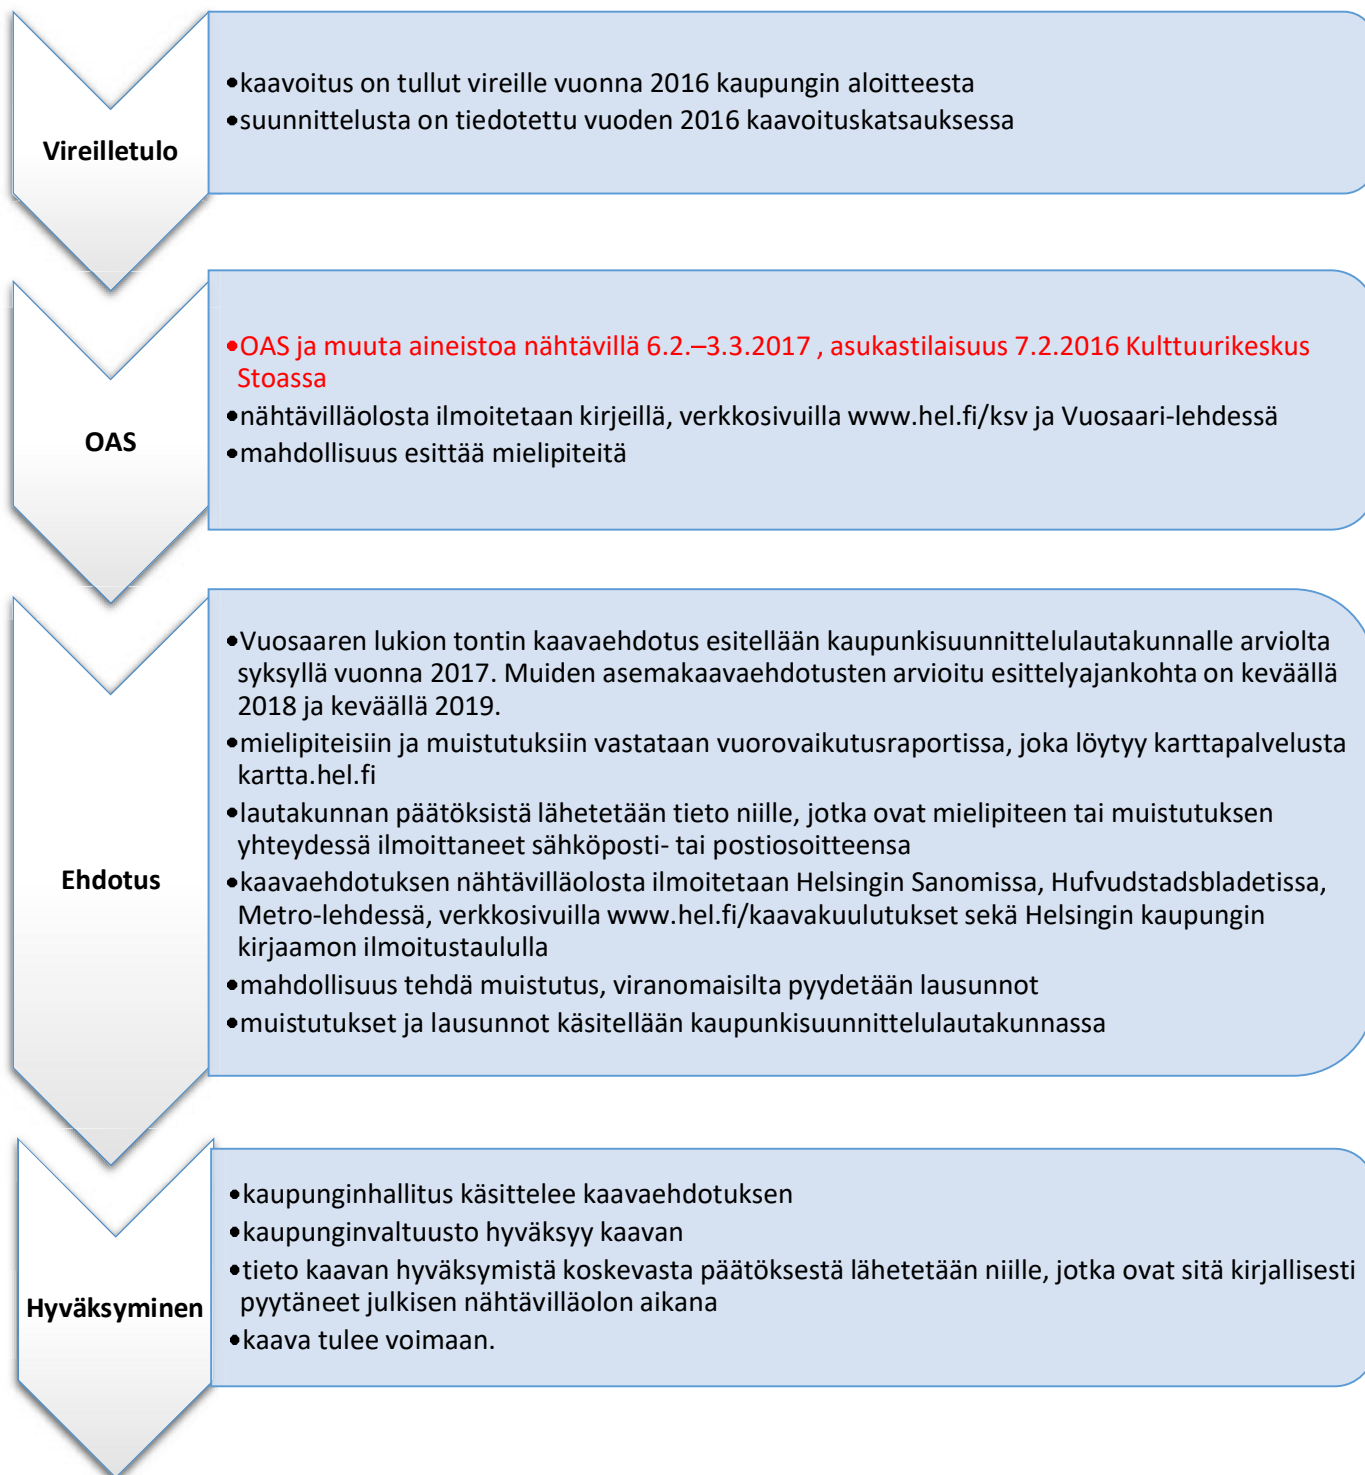 Vireilletulo
•kaavoitus on tullut vireille vuonna 2016 kaupungin aloitteesta
•suunnittelusta on tiedotettu vuoden 2016 kaavoituskatsauksessa
OAS
•OAS ja muuta aineistoa nähtävillä 6.2.–3.3.2017 , asukastilaisuus 7.2.2016 Kulttuurikeskus
Stoassa
•nähtävilläolosta ilmoitetaan kirjeillä, verkkosivuilla www.hel.fi/ksv ja Vuosaari-lehdessä
•mahdollisuus esittää mielipiteitä
Ehdotus
•Vuosaaren lukion tontin kaavaehdotus esitellään kaupunkisuunnittelulautakunnalle arviolta
syksyllä vuonna 2017. Muiden asemakaavaehdotusten arvioitu esittelyajankohta on keväällä
2018 ja keväällä 2019.
•mielipiteisiin ja muistutuksiin vastataan vuorovaikutusraportissa, joka löytyy karttapalvelusta
kartta.hel.fi
•lautakunnan päätöksistä lähetetään tieto niille, jotka ovat mielipiteen tai muistutuksen
yhteydessä ilmoittaneet sähköposti- tai postiosoitteensa
•kaavaehdotuksen nähtävilläolosta ilmoitetaan Helsingin Sanomissa, Hufvudstadsbladetissa,
Metro-lehdessä, verkkosivuilla www.hel.fi/kaavakuulutukset sekä Helsingin kaupungin
kirjaamon ilmoitustaululla
•mahdollisuus tehdä muistutus, viranomaisilta pyydetään lausunnot
•muistutukset ja lausunnot käsitellään kaupunkisuunnittelulautakunnassa
Hyväksyminen
•kaupunginhallitus käsittelee kaavaehdotuksen
•kaupunginvaltuusto hyväksyy kaavan
•tieto kaavan hyväksymistä koskevasta päätöksestä lähetetään niille, jotka ovat sitä kirjallisesti
pyytäneet julkisen nähtävilläolon aikana
•kaava tulee voimaan.